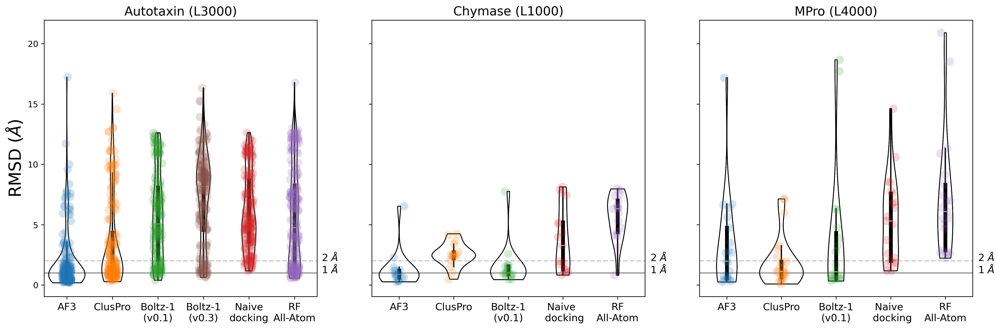 Autotaxin (L3000)
Chymase (L1000)
MPro (L4000)
RMSD (Å)
20
15
10
5
0
2 Å
1 Å
2 Å
1 Å
2 Å
1 Å
AF3
ClusPro
Boltz-1
(v0.1)
Boltz-1
(v0.3)
Naive
docking
RF
All-Atom
AF3
ClusPro
Boltz-1
(v0.1)
Naive
docking
RF
All-Atom
AF3
ClusPro
Boltz-1
(v0.1)
Naive
docking
RF
All-Atom